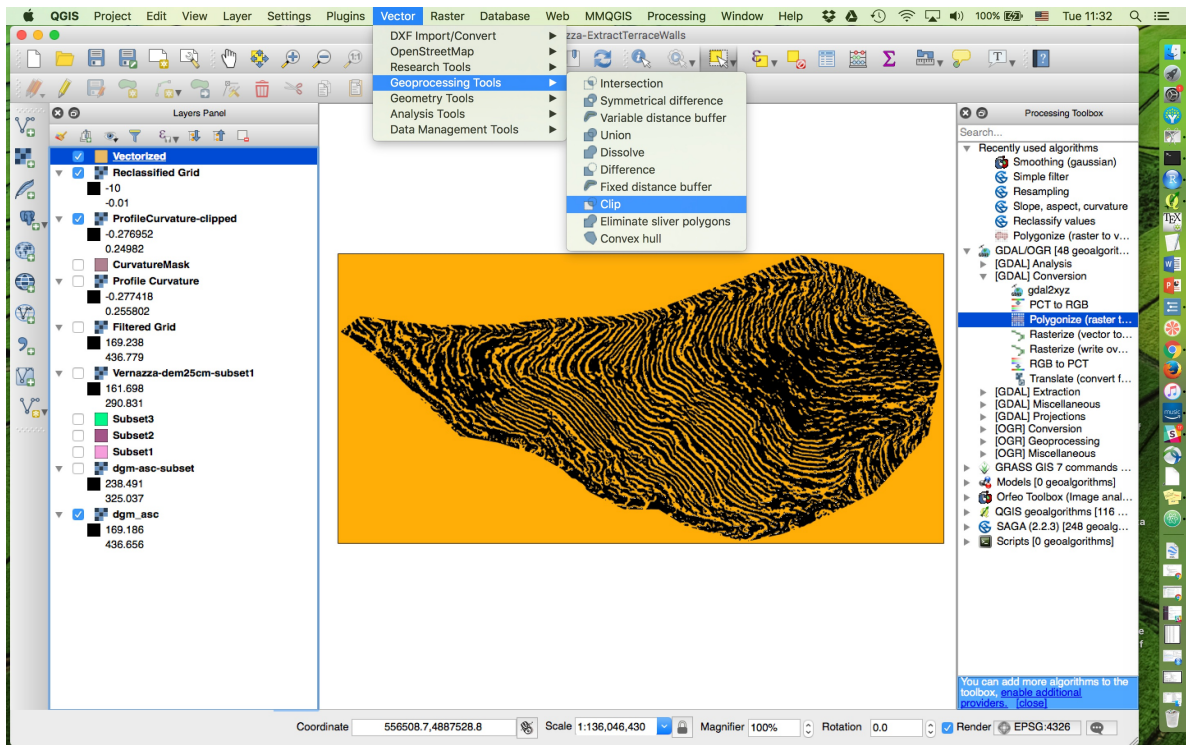 QGIS Project Edit View Layer Settings Plugins Vector Raster Database Web MMQGIS Processing Window Help 100% Tue 11:32
zza-ExtractTerraceWalls
DXF Import/Convert
OpenStreetMap
Research Tools
Geoprocessing Tools
Geometry Tools
Analysis Tools
Data Management Tools
Intersection
Symmetrical difference
Variable distance buffer
Union
Dissolve
Difference
Fixed distance buffer
Clip
Eliminate sliver polygons
Convex hull
Layers Panel
Vectorized
Reclassified Grid
-10
-0.01
ProfileCurvature-clipped
-0.276952
0.24982
CurvatureMask
Profile Curvature
-0.277418
0.255802
Filtered Grid
169.238
436.779
Vernazza-dem25cm-subset1
161.698
290.831
Subset3
Subset2
Subset1
dgm-asc-subset
238.491
325.037
dgm_asc
169.186
436.656
Processing Toolbox
Search...
Recently used algorithms
Smoothing (gaussian)
Simple filter
Resampling
Slope, aspect, curvature
Reclassify values
Polygonize (raster to v...
GDAL/OGR [48 geoalgorit...
[GDAL] Analysis
[GDAL] Conversion
gdal2xyz
PCT to RGB
Polygonize (raster t...
Rasterize (vector to...
Rasterize (write ov...
RGB to PCT
Translate (convert f...
[GDAL] Extraction
[GDAL] Miscellaneous
[GDAL] Projections
[OGR] Conversion
[OGR] Geoprocessing
[OGR] Miscellaneous
GRASS GIS 7 commands ...
Models [0 geoalgorithms]
Orfeo Toolbox (Image anal...
QGIS geoalgorithms [116 ...
SAGA (2.2.3) [248 geoalg...
Scripts [0 geoalgorithms]
You can add more algorithms to the
toolbox, enable additional
providers. [close]
Coordinate 556508.7,4887528.8 Scale 1:136,046,430 Magnifier 100% Rotation 0.0 Render EPSG:4326